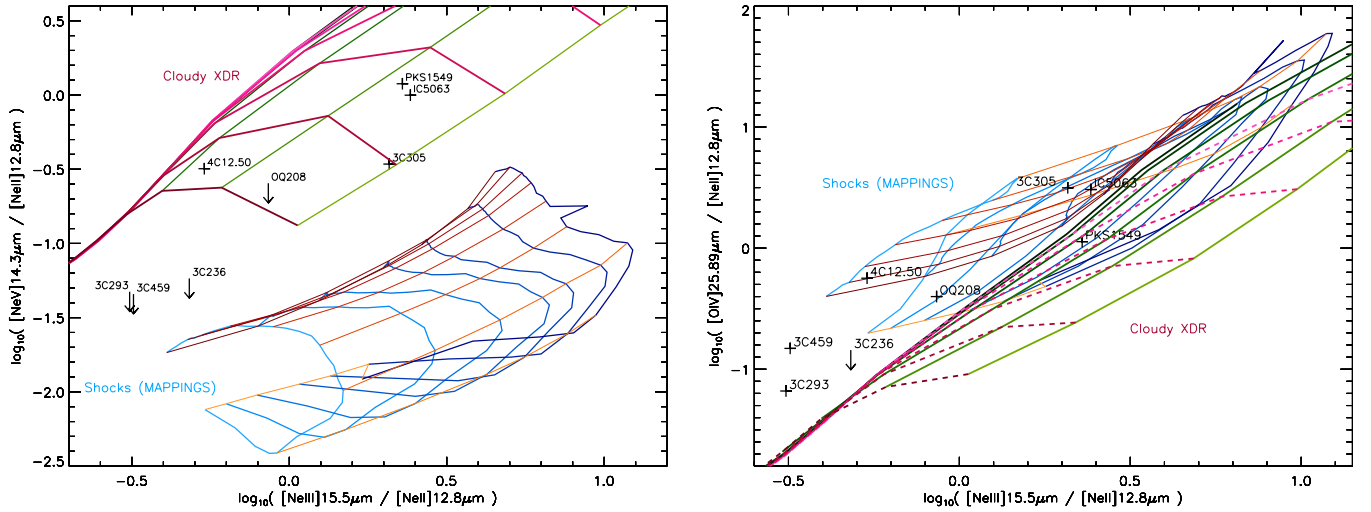 log₁₀( [NeV]14.3μm / [NeII]12.8μm )
0.5
0.0
-0.5
-1.0
-1.5
-2.0
-2.5
Cloudy XDR
PKS1549
IC5063
3C305
4C12.50
OQ208
3C236
3C293
3C459
Shocks (MAPPINGS)
-0.5 0.0 0.5 1.0
log₁₀( [NeIII]15.5μm / [NeII]12.8μm )
log₁₀( [OIV]25.89μm / [NeII]12.8μm )
2
1
0
-1
Shocks (MAPPINGS)
3C305
IC5063
PKS1549
4C12.50
OQ208
3C459
3C236
3C293
Cloudy XDR
-0.5 0.0 0.5 1.0
log₁₀( [NeIII]15.5μm / [NeII]12.8μm )